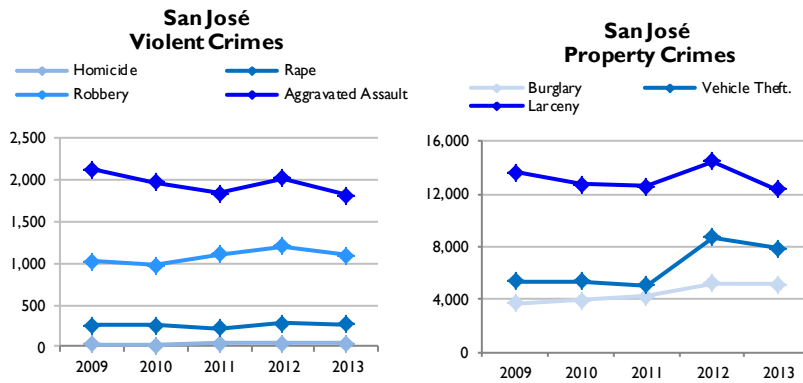 San José
Violent Crimes
Homicide Rape
Robbery Aggravated Assault
2,500
2,000
1,500
1,000
500
0
2009 2010 2011 2012 2013
San José
Property Crimes
Burglary Vehicle Theft.
Larceny
16,000
12,000
8,000
4,000
0
2009 2010 2011 2012 2013